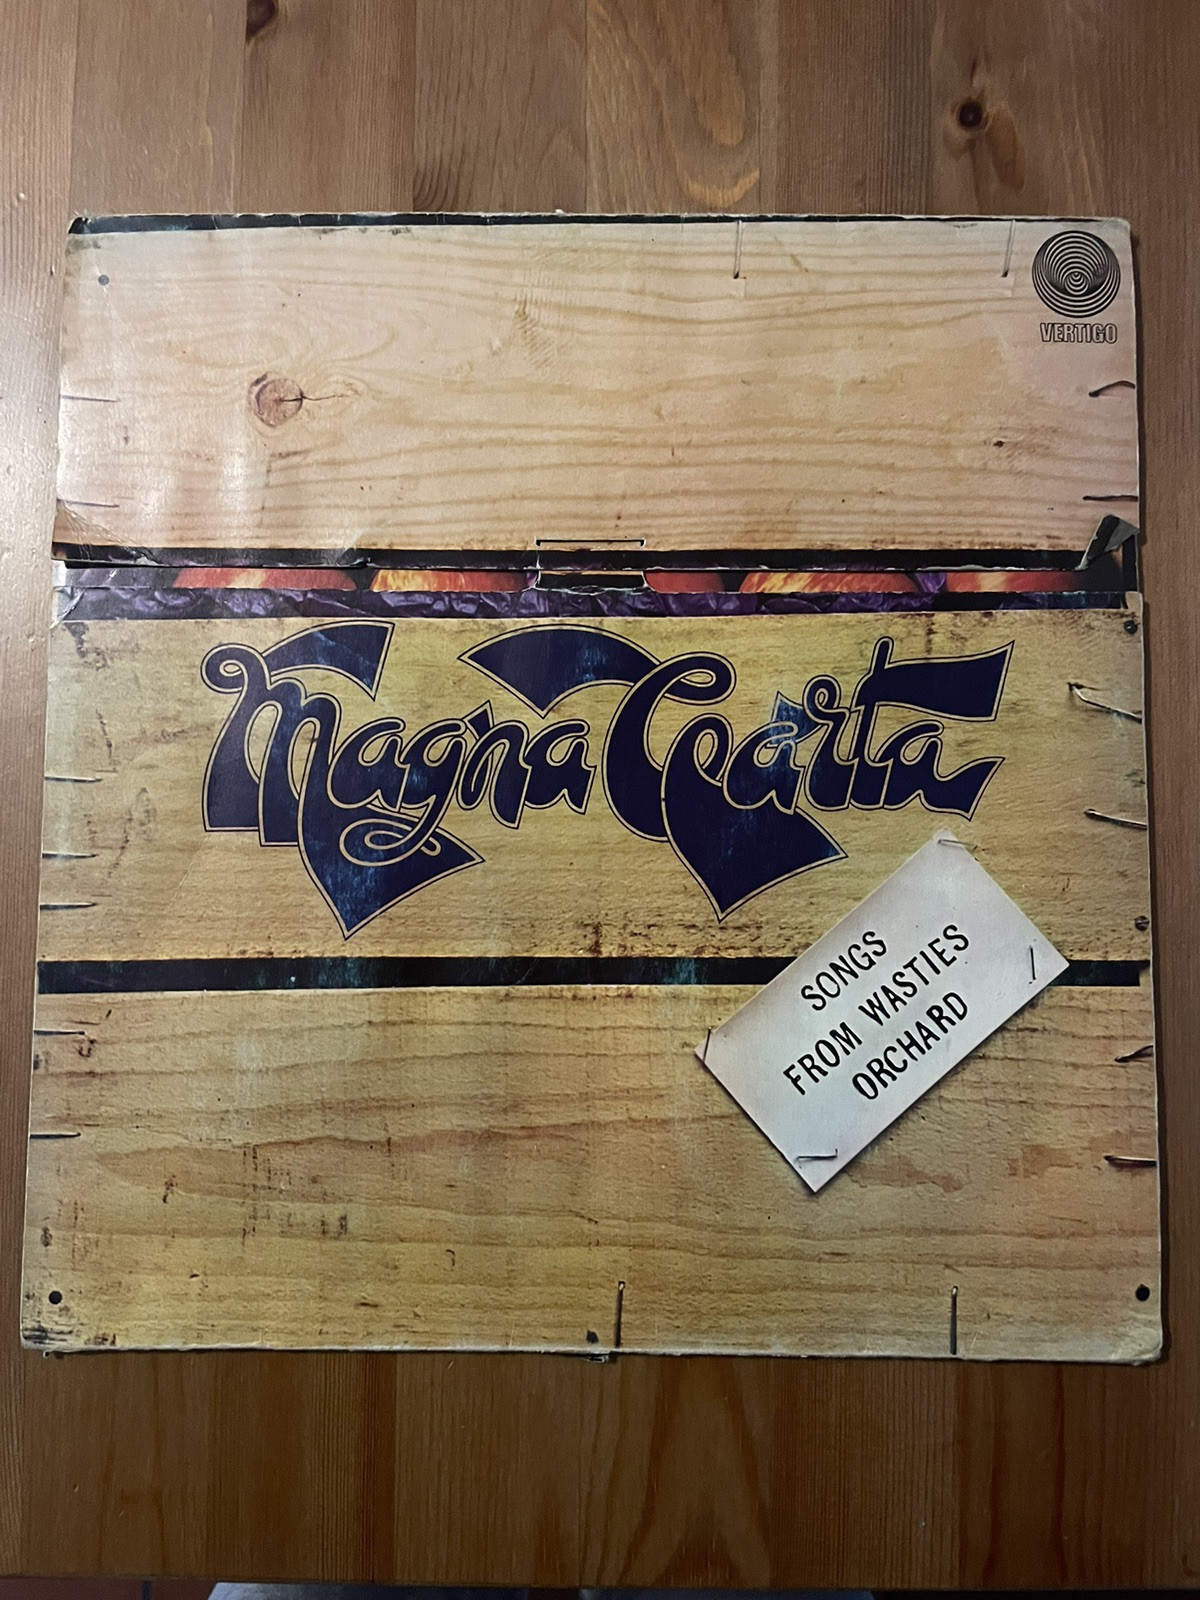 VERTIGO
Magna Carta
SONGS
FROM WASTIES
ORCHARD